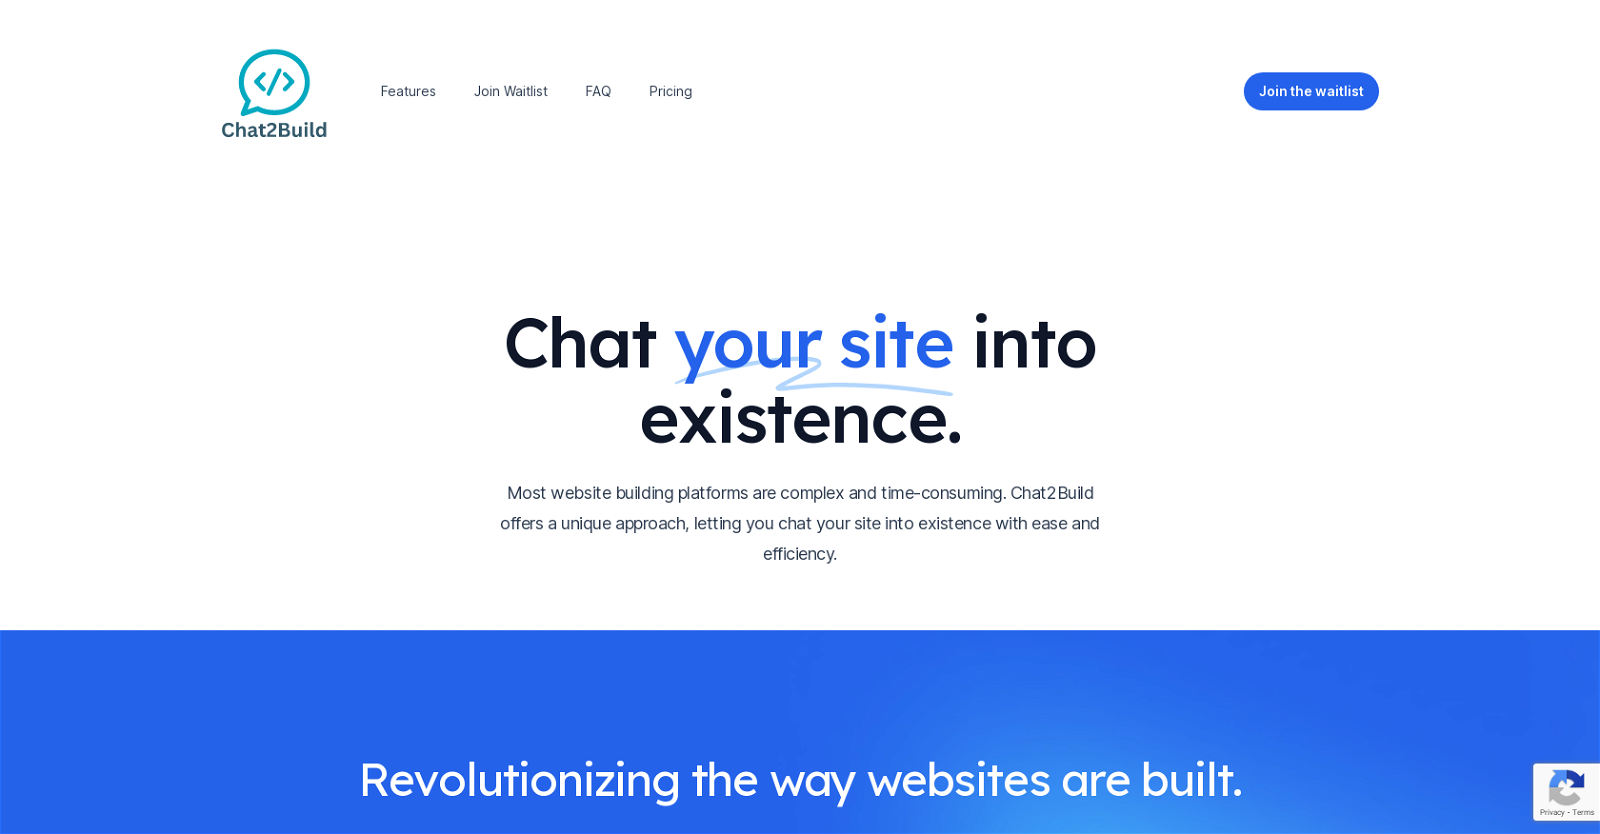 </>
Chat2Build
Features
Join Waitlist
FAQ
Pricing
Join the waitlist
Chat your site into
existence.
Most website building platforms are complex and time-consuming. Chat2Build
offers a unique approach, letting you chat your site into existence with ease and
efficiency.
Revolutionizing the way websites are built.
Privacy - Terms